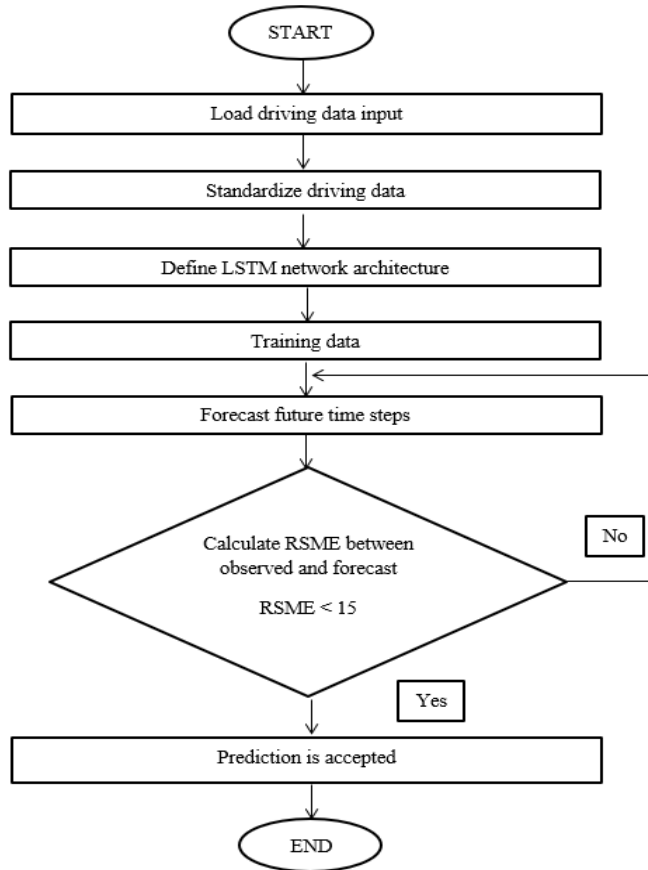 START
Load driving data input
Standardize driving data
Define LSTM network architecture
Training data
Forecast future time steps
Calculate RSME between
observed and forecast
RSME < 15
No
Yes
Prediction is accepted
END